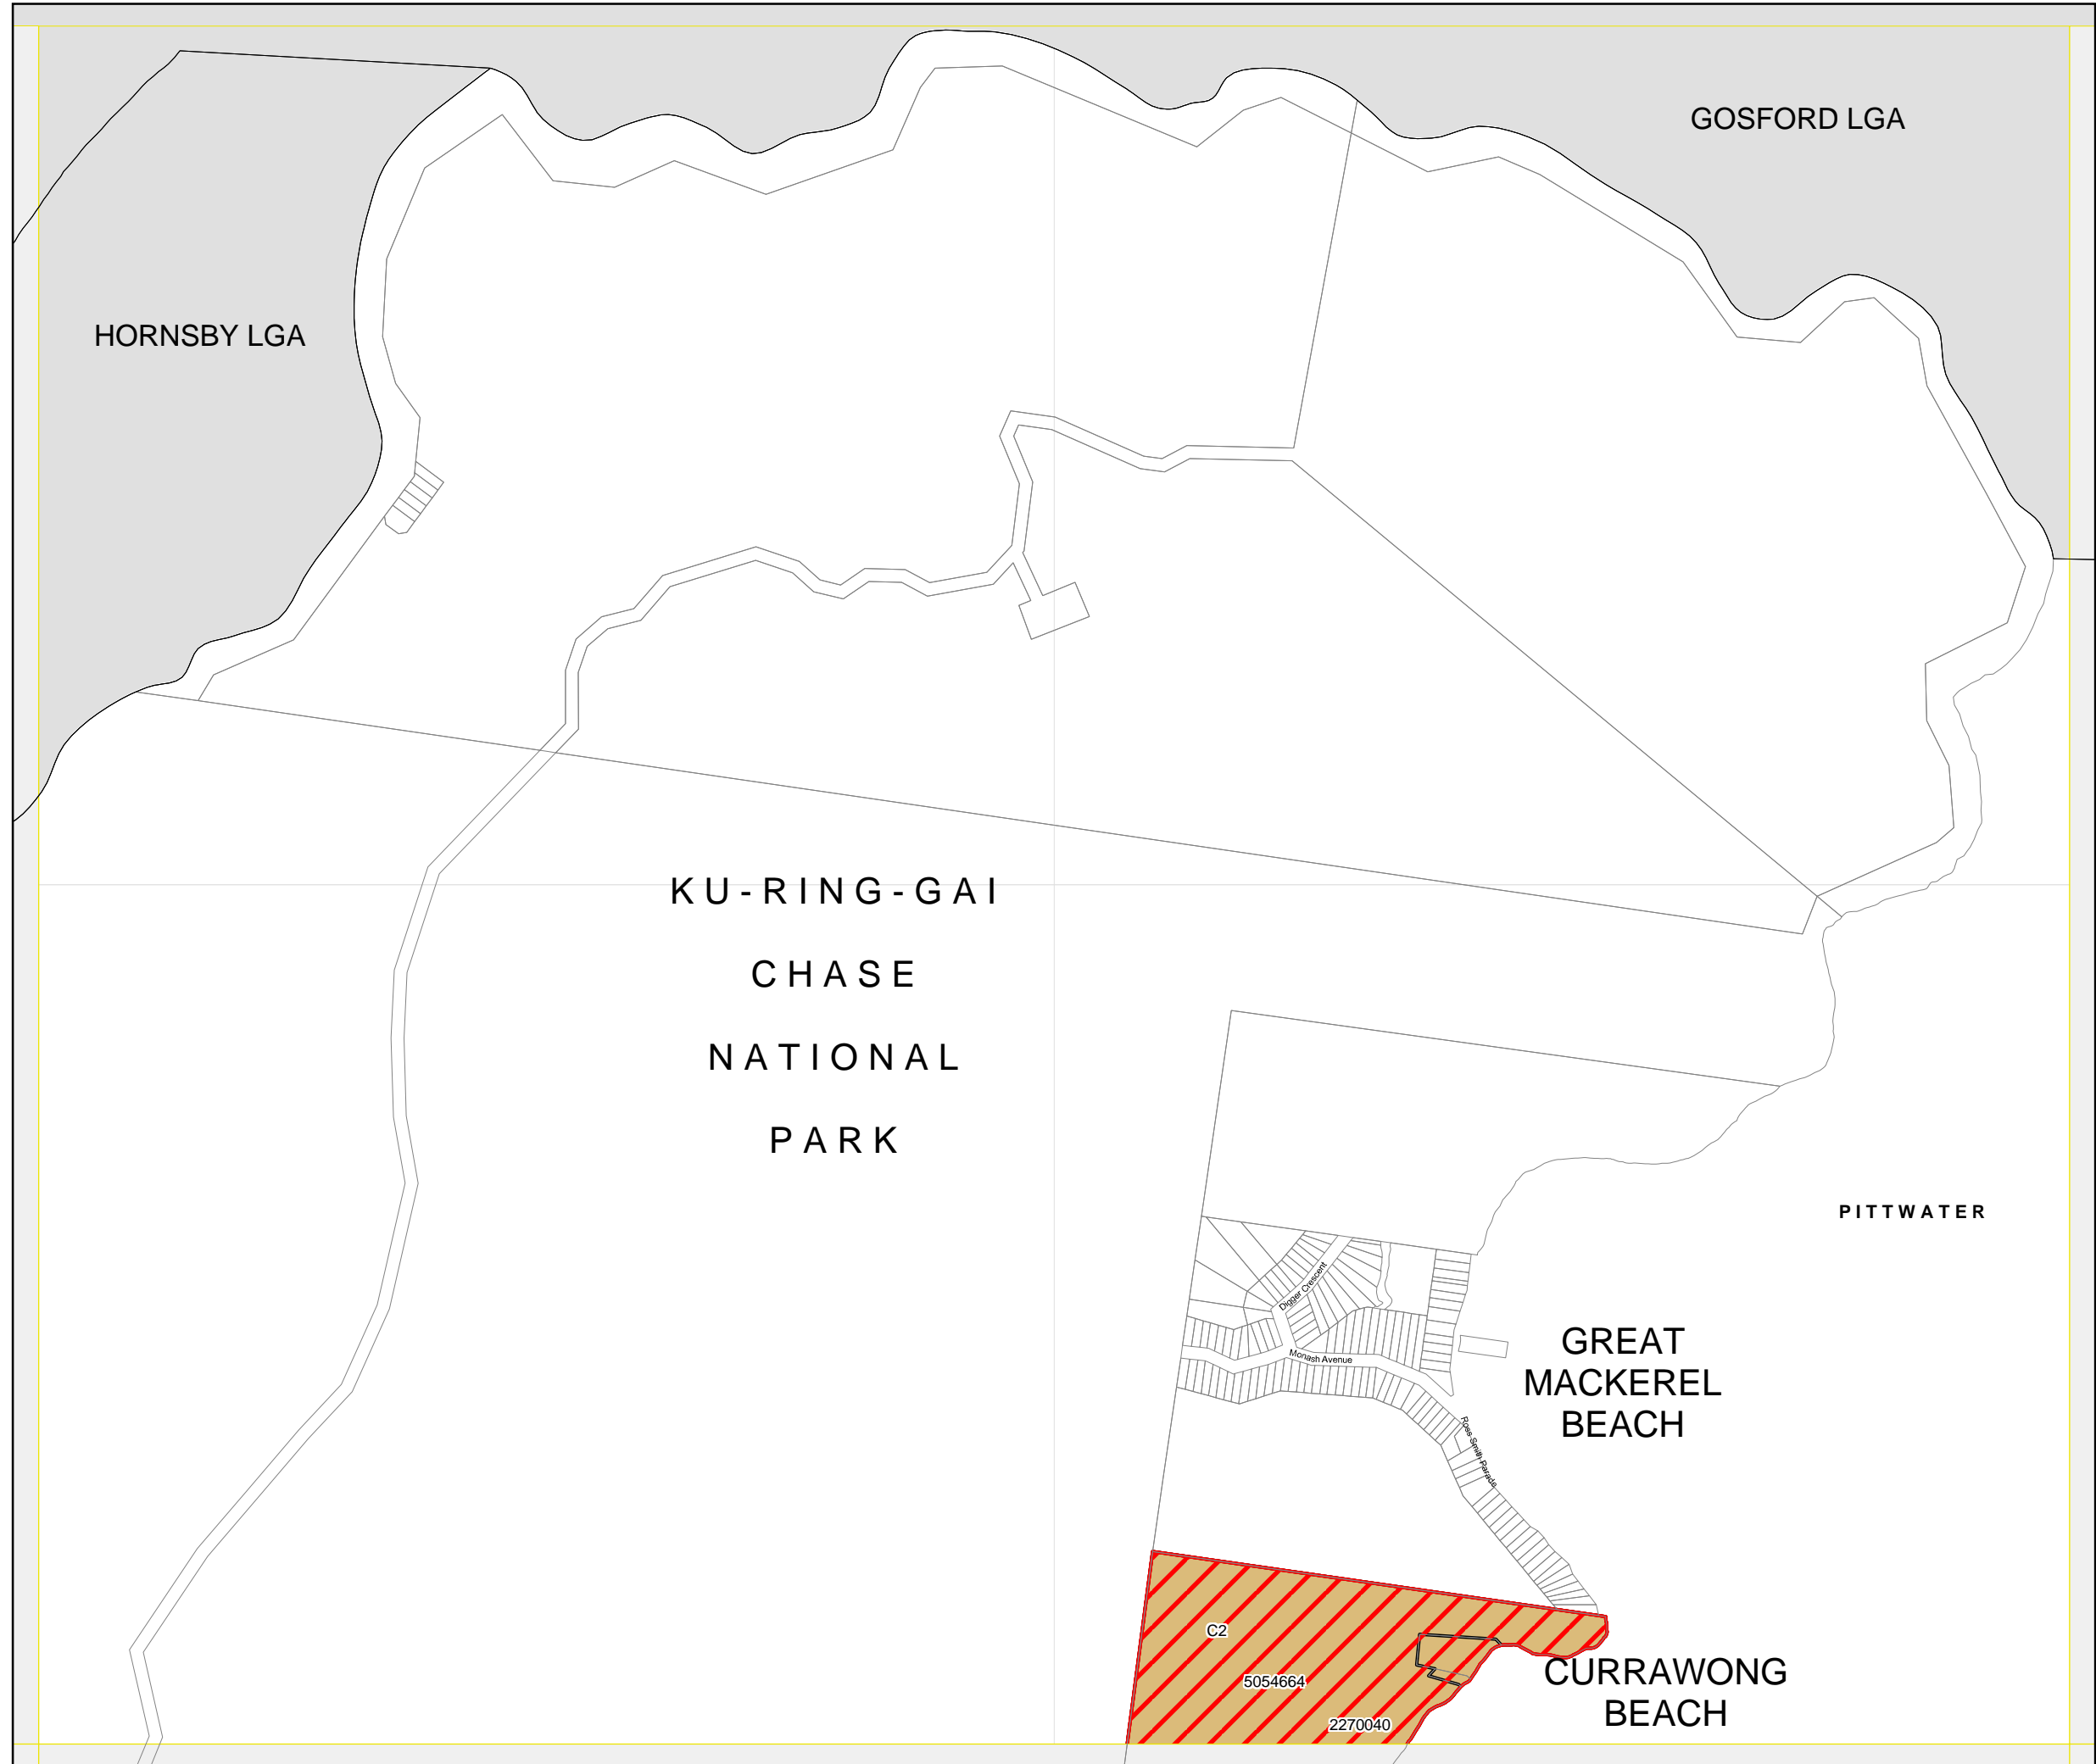 GOSFORD LGA
HORNSBY LGA
KU-RING-GAI
CHASE
NATIONAL
PARK
PITTWATER
Digger Crescent
Monash Avenue
GREAT
MACKEREL
BEACH
Ross Smith Parade
C2
5054664
CURRAWONG
BEACH
2270040